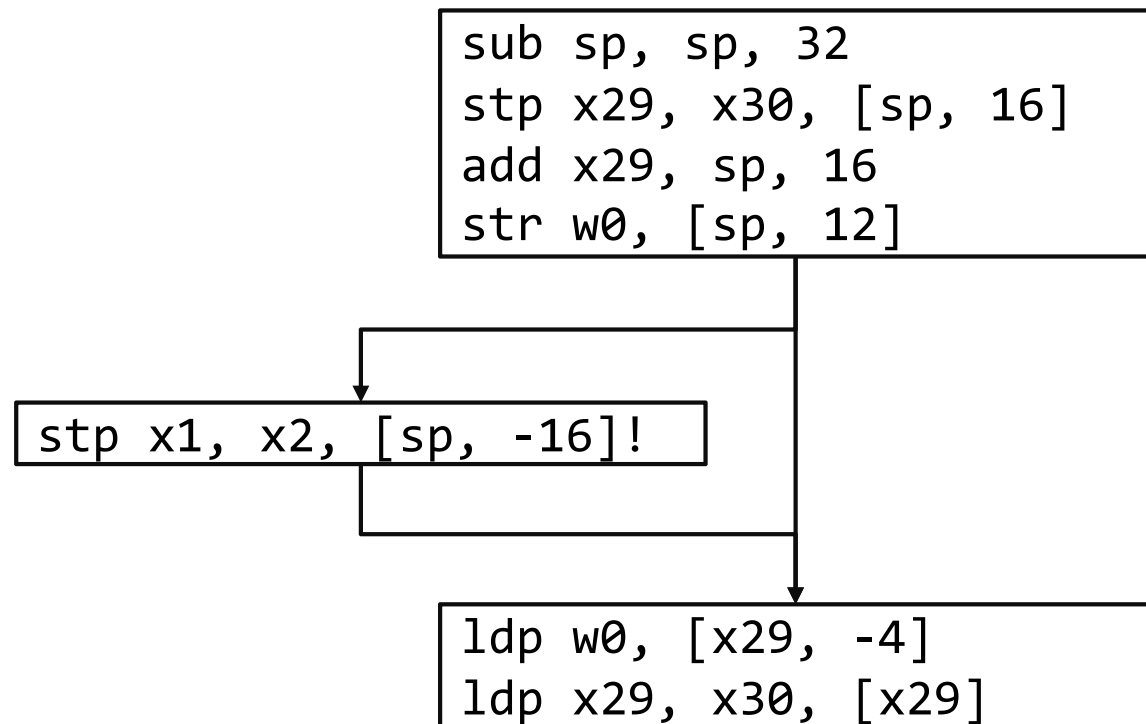 sub sp, sp, 32
stp x29, x30, [sp, 16]
add x29, sp, 16
str w0, [sp, 12]
stp x1, x2, [sp, -16]!
ldp w0, [x29, -4]
ldp x29, x30, [x29]